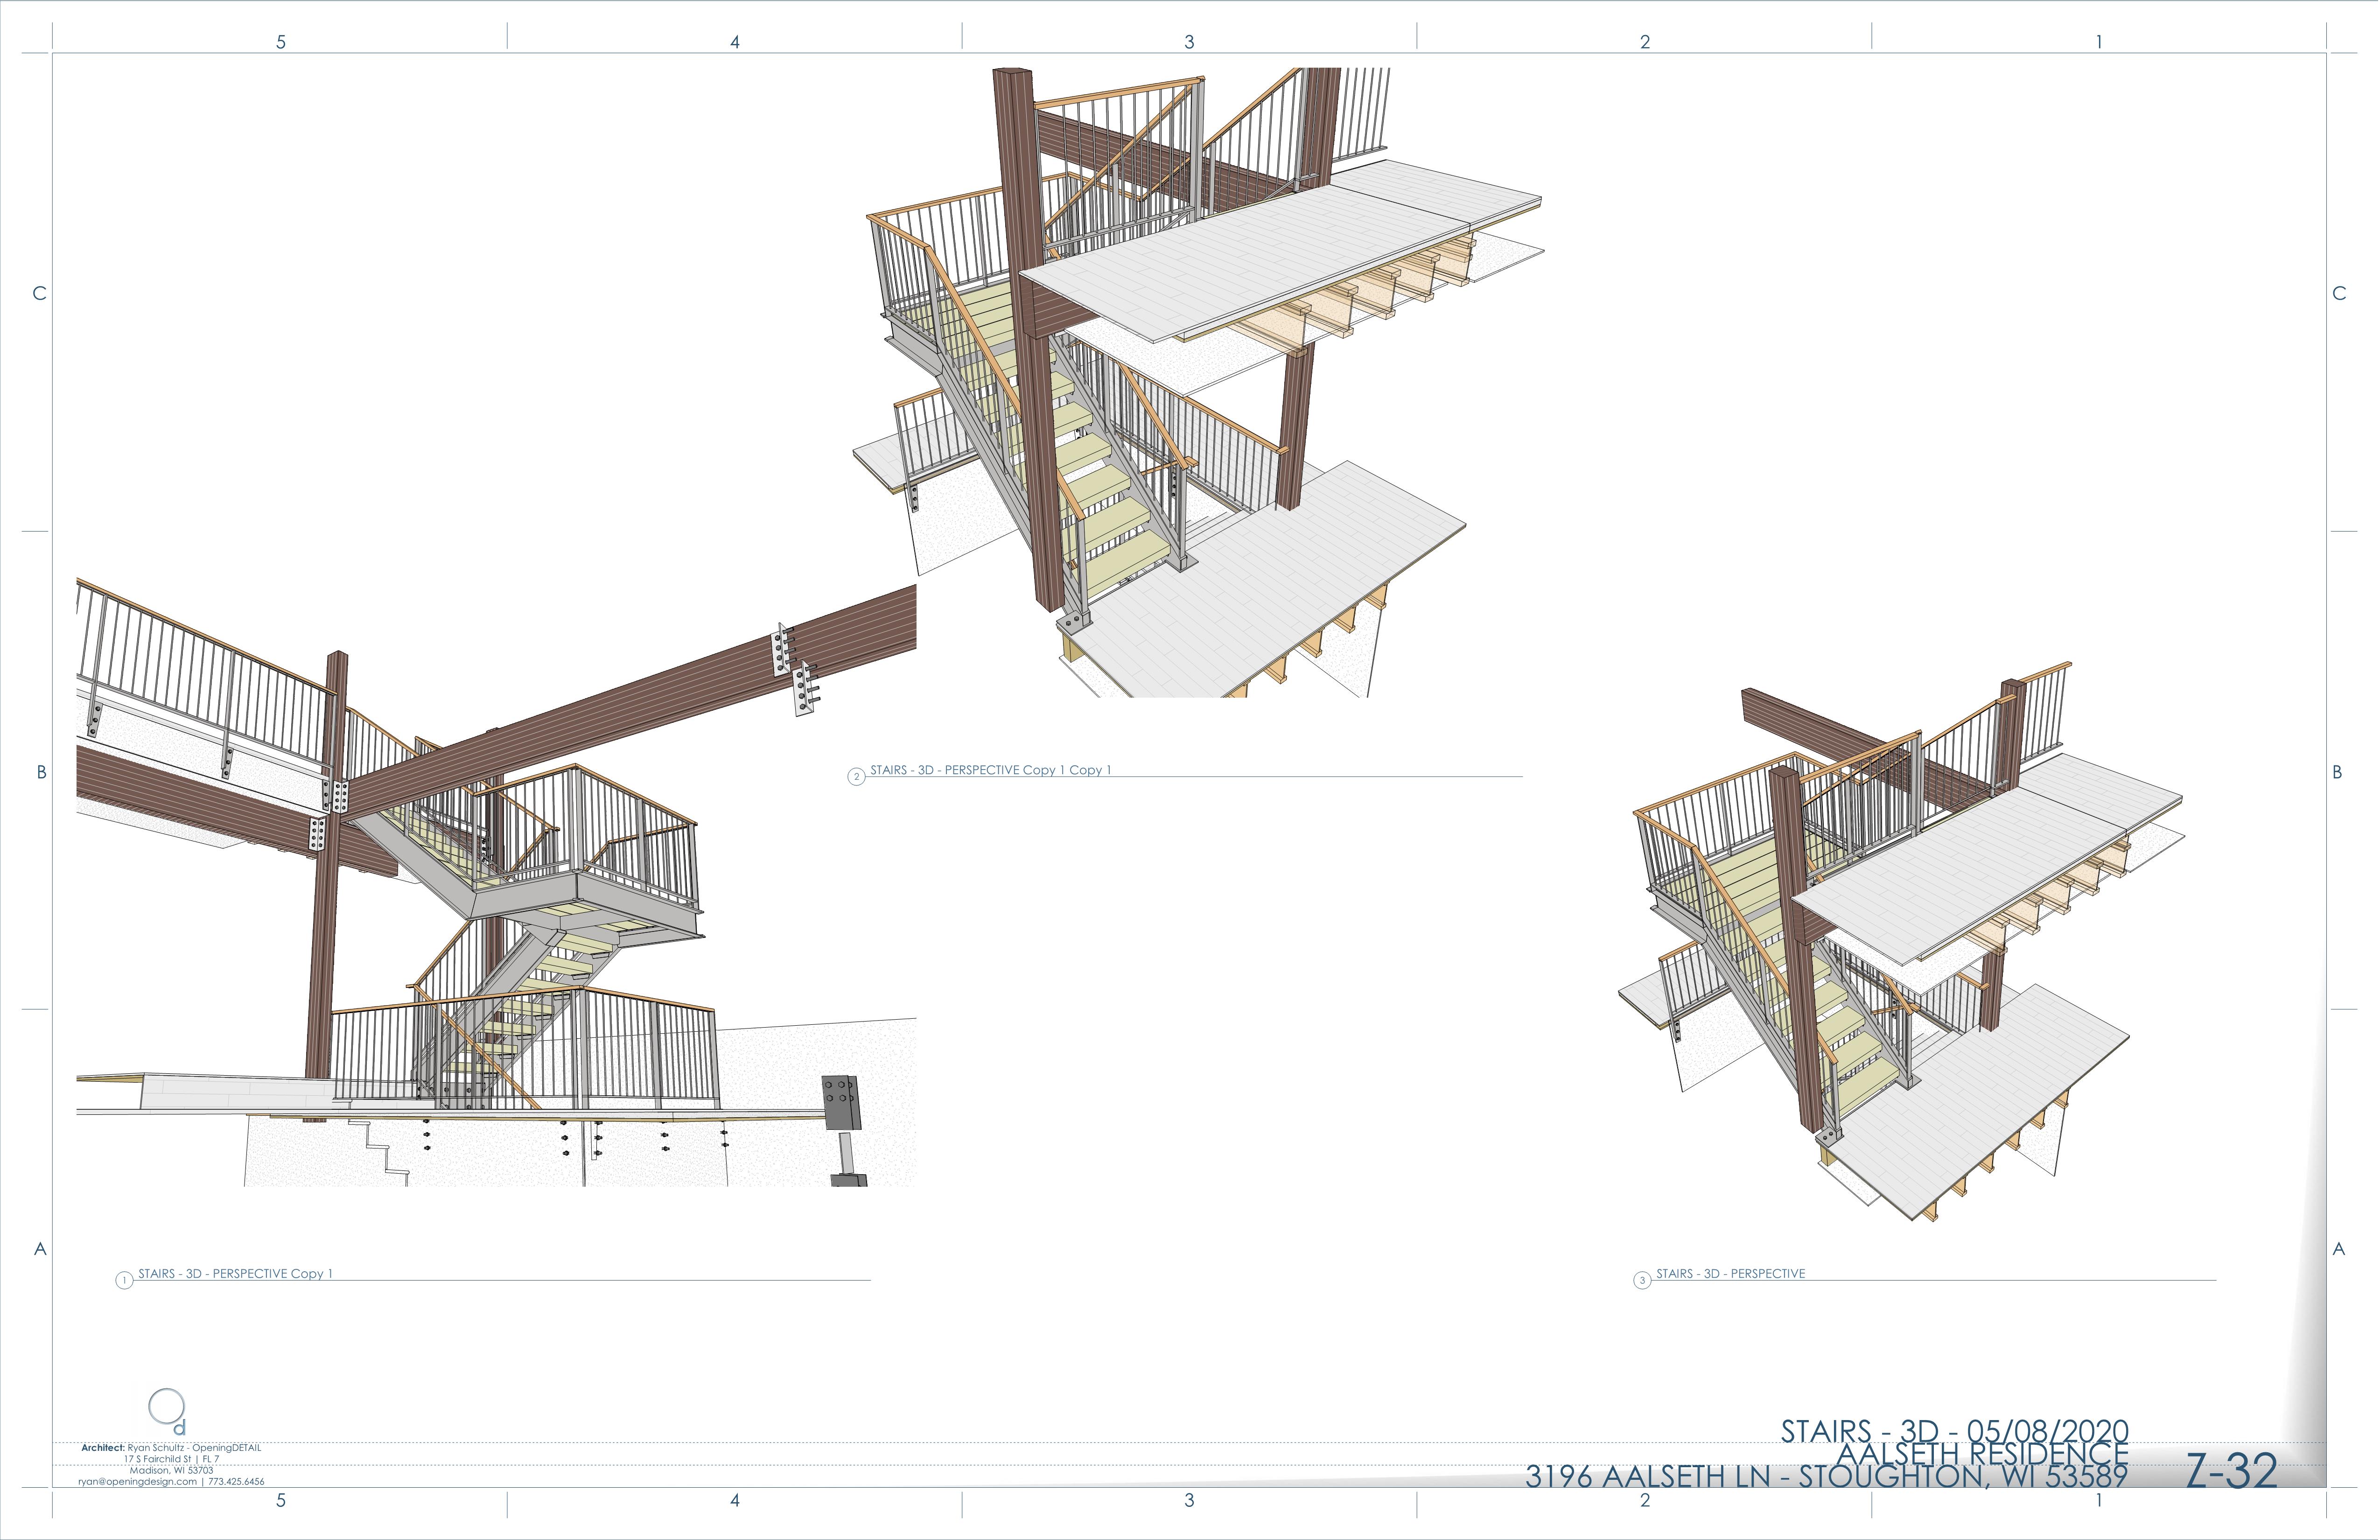 5 4 3 2 1
C C
2 STAIRS - 3D - PERSPECTIVE Copy 1 Copy 1
B B
1 STAIRS - 3D - PERSPECTIVE Copy 1
3 STAIRS - 3D - PERSPECTIVE
A A
d
Architect: Ryan Schultz - OpeningDETAIL
17 S Fairchild St | FL 7
Madison, WI 53703
ryan@openingdesign.com | 773.425.6456
STAIRS - 3D - 05/08/2020
AALSETH RESIDENCE
3196 AALSETH LN - STOUGHTON, WI 53589
Z-32
5 4 3 2 1